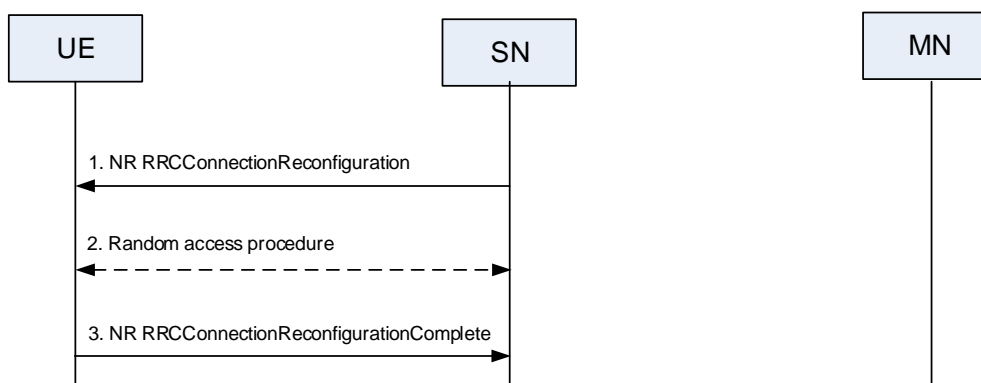 UE
SN
MN
1. NR RRCConnectionReconfiguration
2. Random access procedure
3. NR RRCConnectionReconfigurationComplete